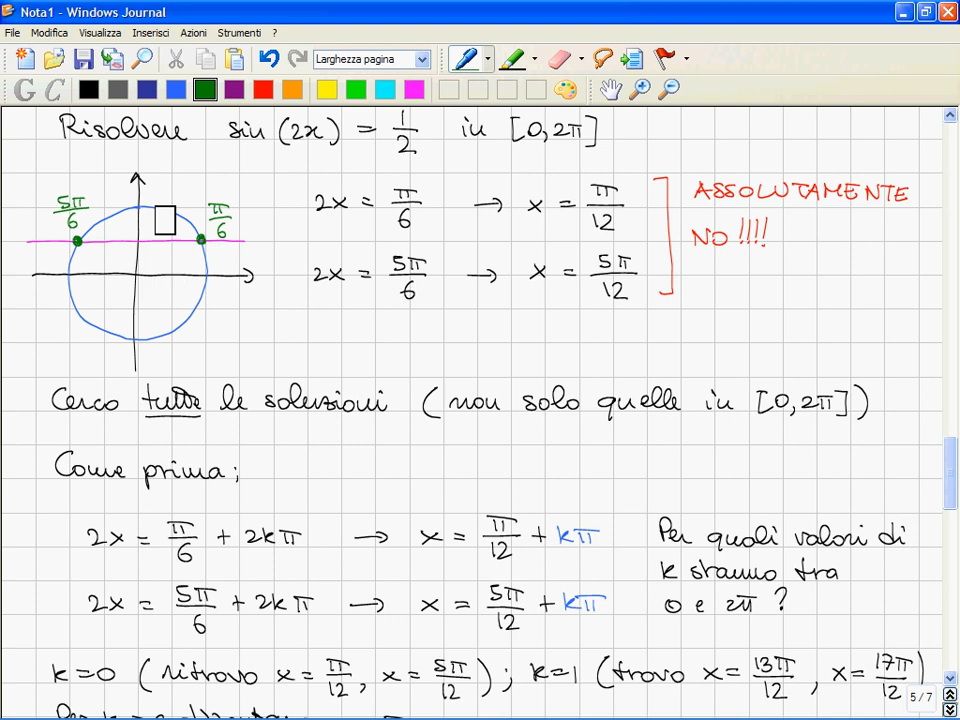 Nota1 - Windows Journal
File Modifica Visualizza Inserisci Azioni Strumenti ?
Larghezza pagina
G C
Risolvere sin(2x) = 1/2 in [0,2π]
5π/6 π/6 2x = π/6 → x = π/12 ASSOLUTAMENTE
NO!!!!
2x = 5π/6 → x = 5π/12
Cerco tutte le soluzioni (non solo quelle in [0,2π])
Come prima;
2x = π/6 + 2kπ → x = π/12 + kπ Per quali valori di
k stanno tra
2x = 5π/6 + 2kπ → x = 5π/12 + kπ 0 e 2π ?
k=0 (ritrovo x = π/12, x = 5π/12); k=1 (trovo x = 13π/12, x = 17π/12)
5/7